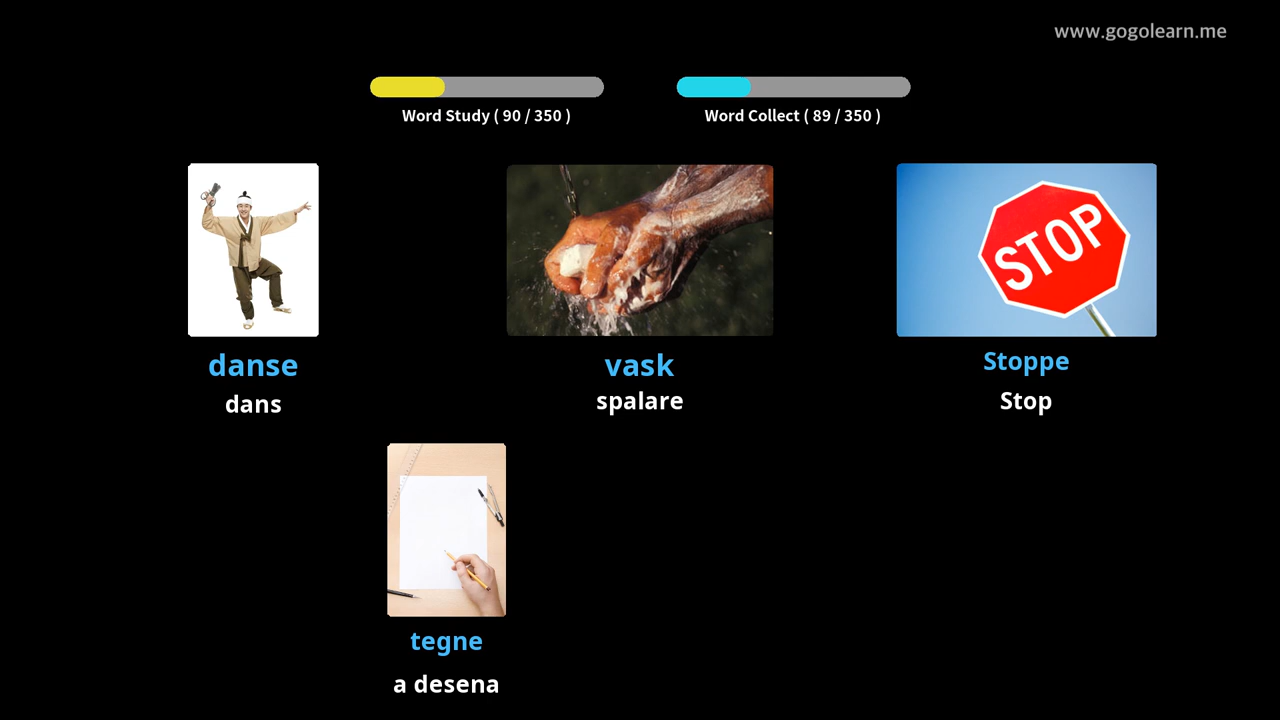 www.gogolearn.me
Word Study ( 90 / 350 )
Word Collect ( 89 / 350 )
STOP
danse
dans
vask
spalare
Stoppe
Stop
tegne
a desena